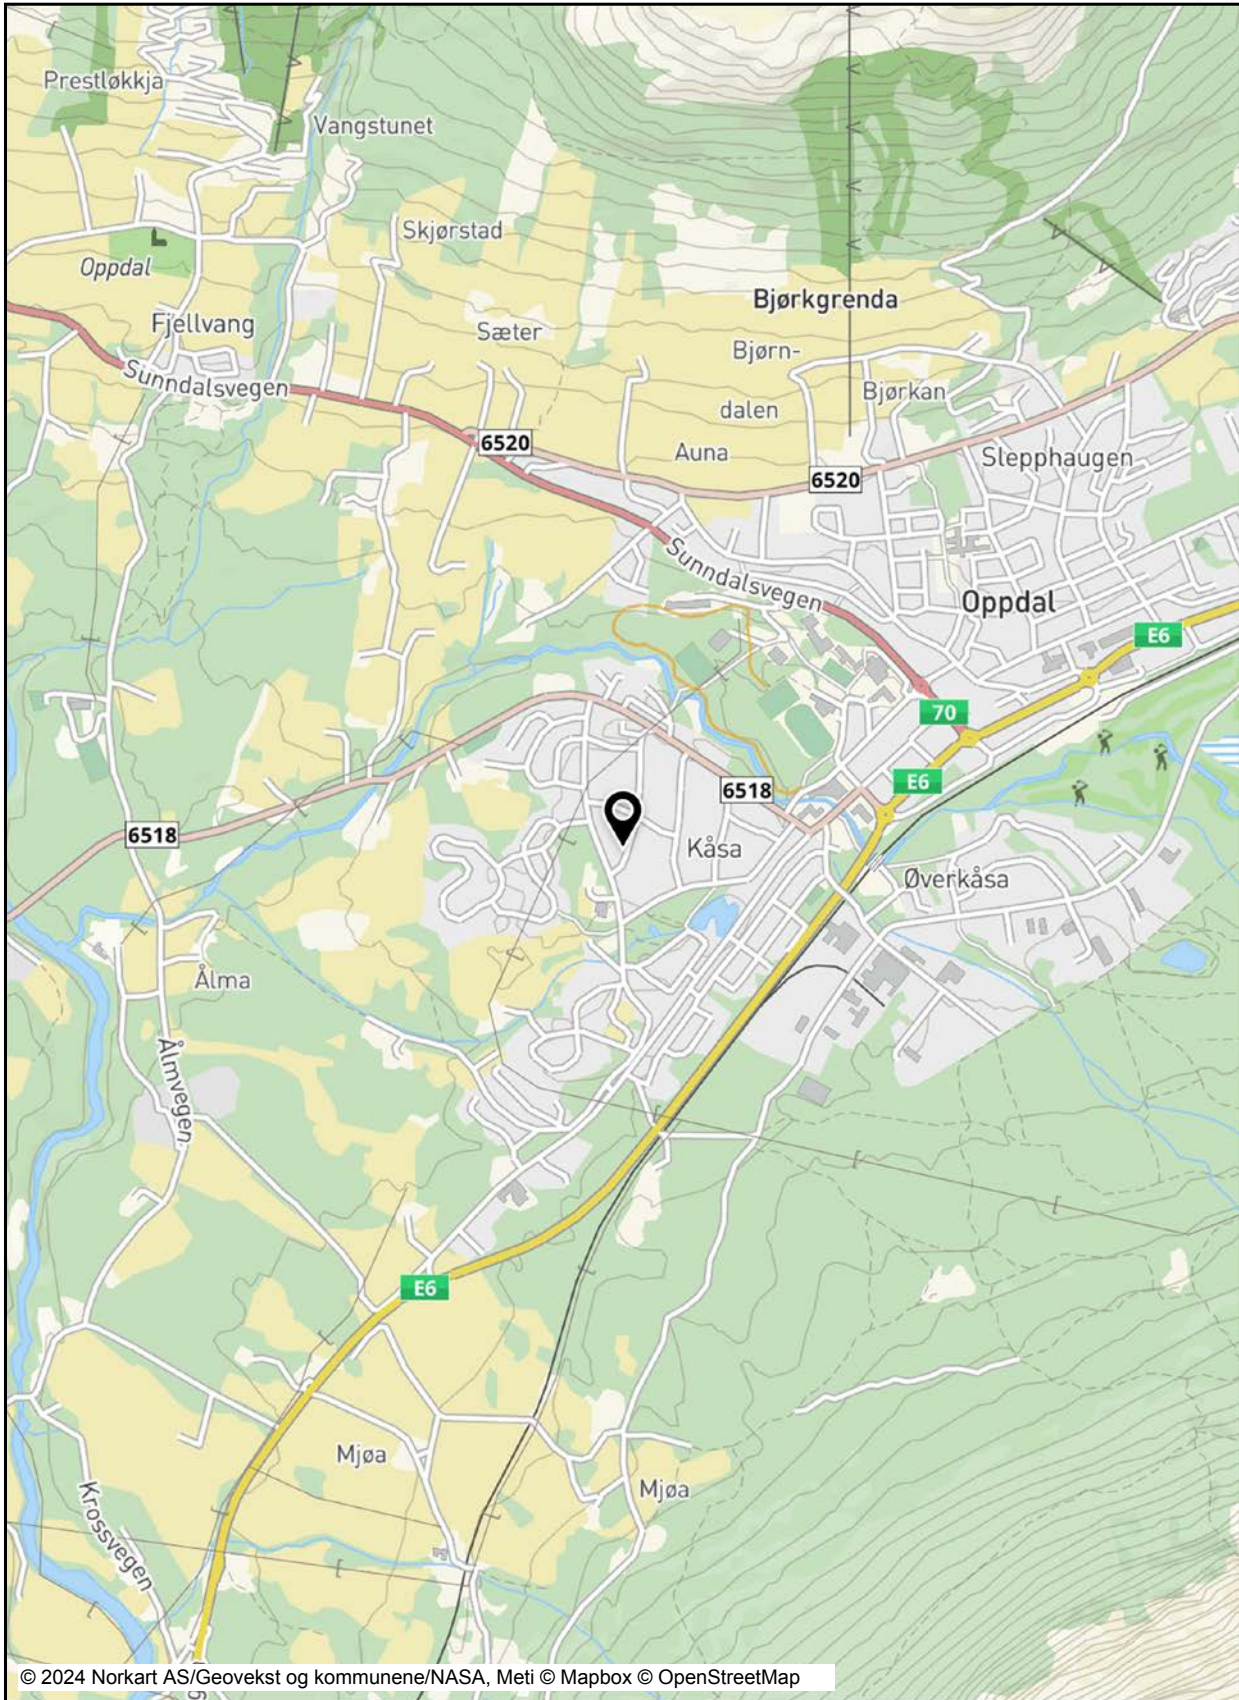 Prestløkkja
Vangstunet
Skjørstad
Oppdal
Bjørkgrenda
Fjellvang
Sæter
Bjørn-
dalen
Bjørkan
Sunndalsvegen
6520
Auna
6520
Slepphaugen
Sunndalsvegen
Oppdal
E6
70
E6
6518
6518
Kåsa
Øverkåsa
Ålma
Ålmvegen
E6
Mjøa
Mjøa
Krossvegen
© 2024 Norkart AS/Geovekst og kommunene/NASA, Meti © Mapbox © OpenStreetMap